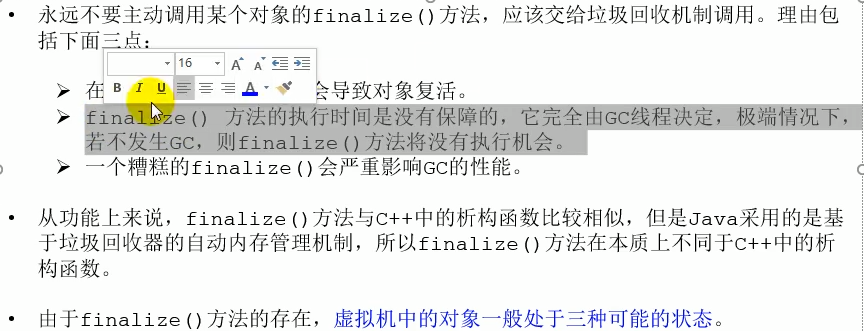 • 永远不要主动调用某个对象的finalize()方法，应该交给垃圾回收机制调用。理由包
括下面三点：
16
➢ 在
B I U A
会导致对象复活。
➢ finalize() 方法的执行时间是没有保障的，它完全由GC线程决定，极端情况下，
若不发生GC，则finalize()方法将没有执行机会。
➢ 一个糟糕的finalize()会严重影响GC的性能。
• 从功能上来说，finalize()方法与C++中的析构函数比较相似，但是Java采用的是基
于垃圾回收器的自动内存管理机制，所以finalize()方法在本质上不同于C++中的析
构函数。
• 由于finalize()方法的存在，虚拟机中的对象一般处于三种可能的状态。